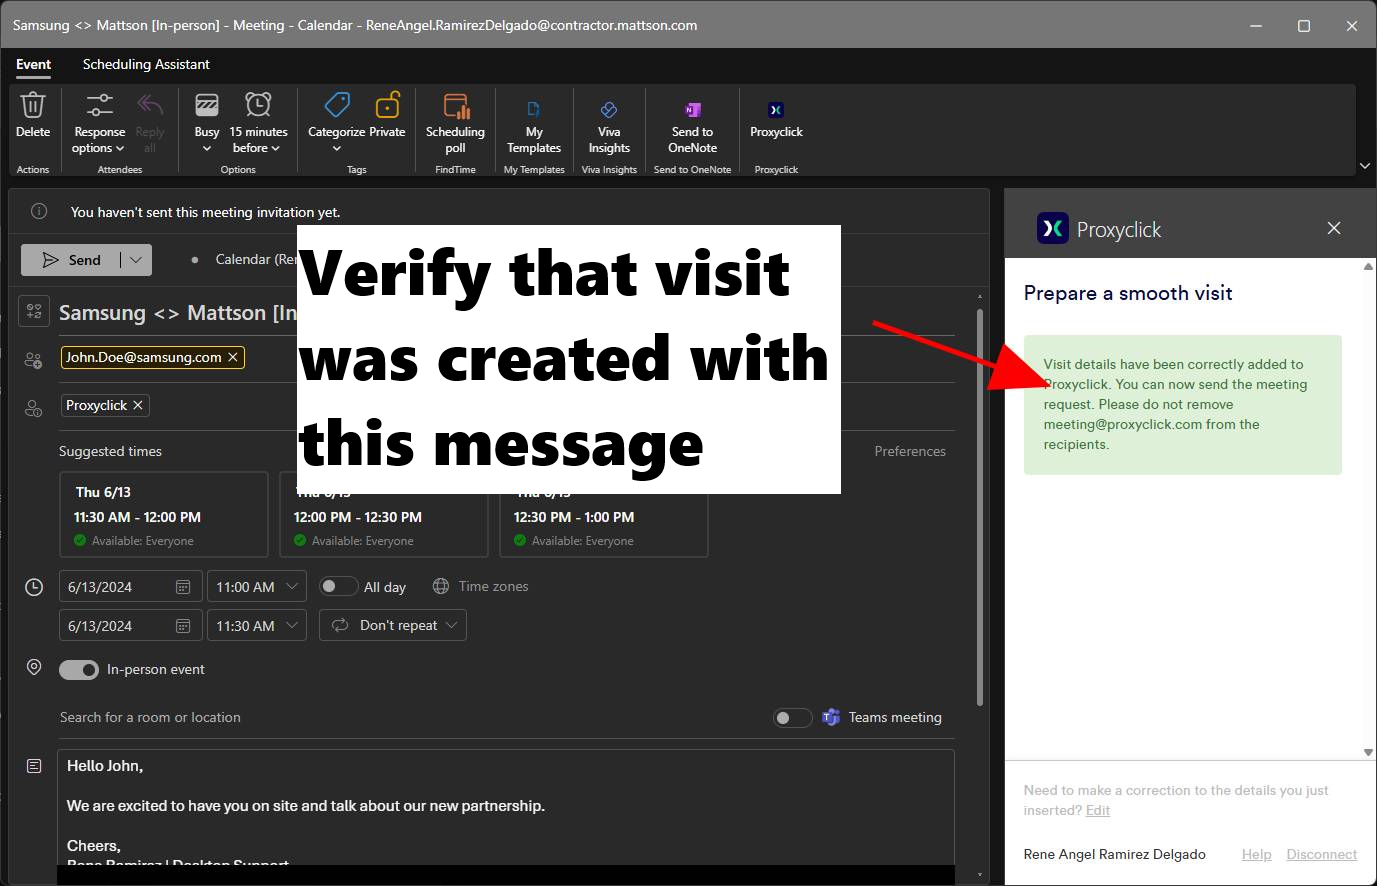 Samsung <> Mattson [In-person] - Meeting - Calendar - ReneAngel.RamirezDelgado@contractor.mattson.com
Event
Scheduling Assistant
Delete
Response options
Reply all
Busy
15 minutes before
Categorize
Private
Scheduling poll
My Templates
Viva Insights
Send to OneNote
Proxyclick
Actions
Attendees
Options
Tags
FindTime
My Templates
Viva Insights
Send to OneNote
Proxyclick
You haven't sent this meeting invitation yet.
Send
Calendar (Re
Samsung <> Mattson [In
John.Doe@samsung.com
Proxyclick
Verify that visit
was created with
this message
Suggested times
Preferences
Thu 6/13
11:30 AM - 12:00 PM
Available: Everyone
Thu 6/13
12:00 PM - 12:30 PM
Available: Everyone
Thu 6/13
12:30 PM - 1:00 PM
Available: Everyone
6/13/2024
11:00 AM
All day
Time zones
6/13/2024
11:30 AM
Don't repeat
In-person event
Search for a room or location
Teams meeting
Hello John,
We are excited to have you on site and talk about our new partnership.
Cheers,
Rene Ramirez | Desktop Support
Proxyclick
Prepare a smooth visit
Visit details have been correctly added to
Proxyclick. You can now send the meeting
request. Please do not remove
meeting@proxyclick.com from the
recipients.
Need to make a correction to the details you just
inserted? Edit
Rene Angel Ramirez Delgado
Help
Disconnect